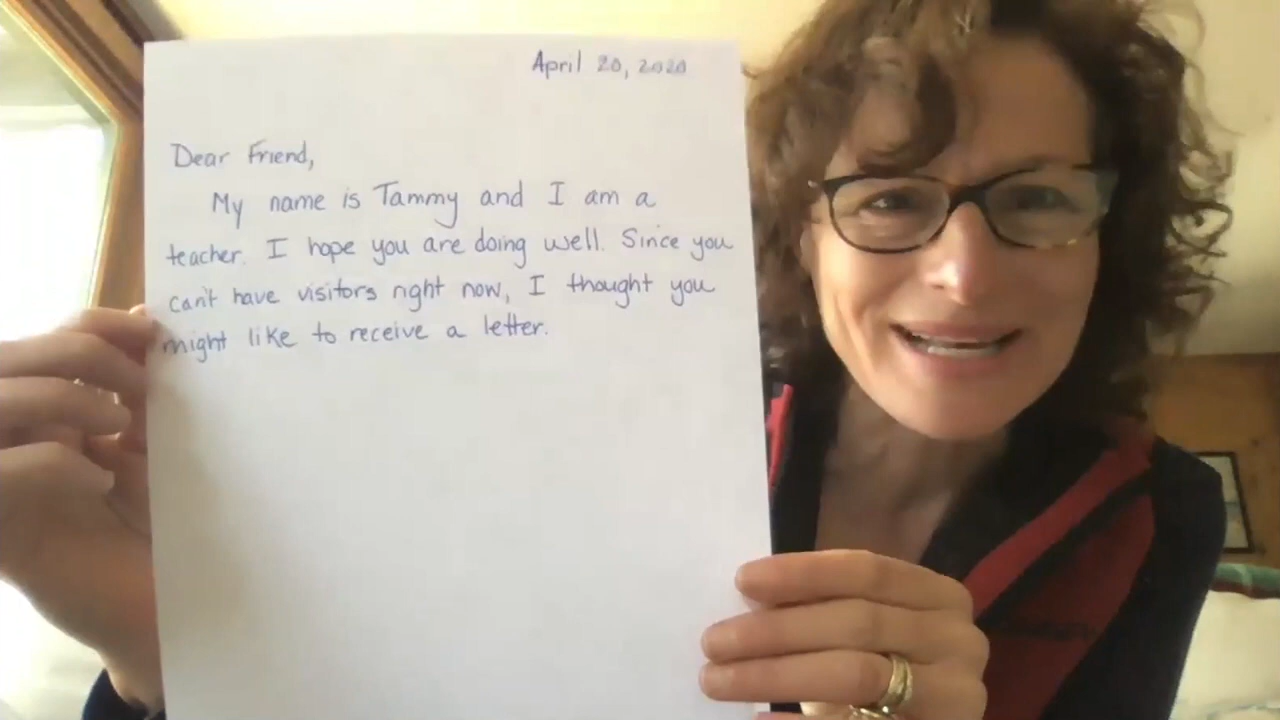 April 20, 2020
Dear Friend,
My name is Tammy and I am a
teacher. I hope you are doing well. Since you
can't have visitors right now, I thought you
might like to receive a letter.